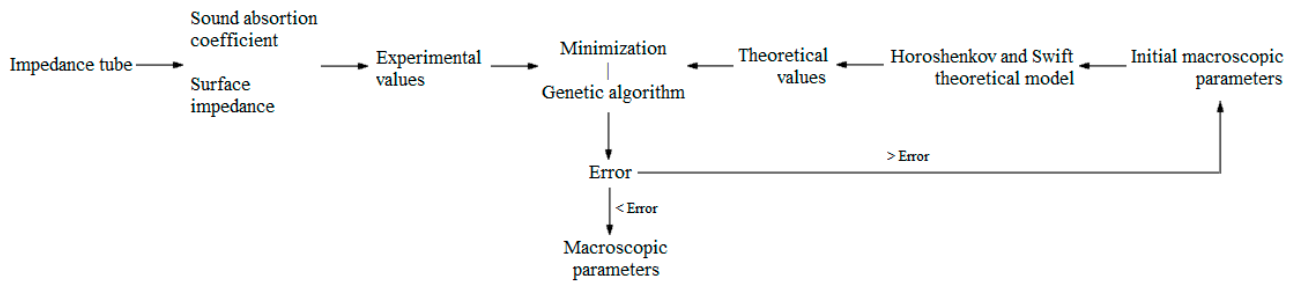 Impedance tube
Sound absortion
coefficient
Surface
impedance
Experimental
values
Minimization
Genetic algorithm
Theoretical
values
Horoshenkov and Swift
theoretical model
Initial macroscopic
parameters
Error
> Error
< Error
Macroscopic
parameters